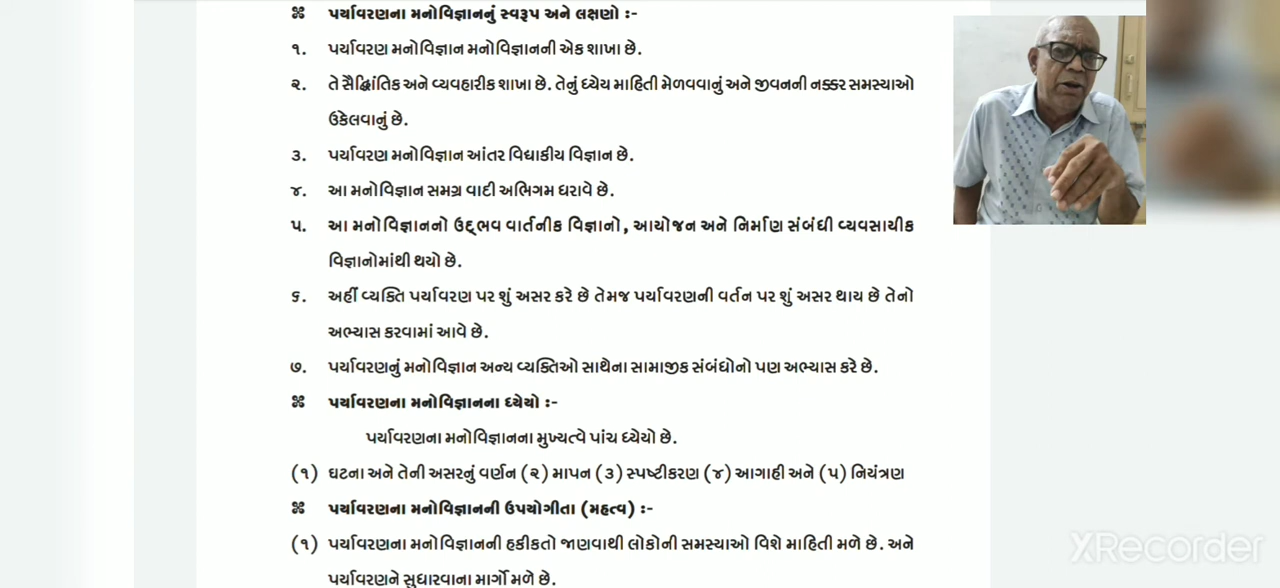 ⌘ પર્યાવરણના મનોવિજ્ઞાનનું સ્વરૂપ અને લક્ષણો :-
૧. પર્યાવરણ મનોવિજ્ઞાન મનોવિજ્ઞાનની એક શાખા છે.
૨. તે સૈદ્ધાંતિક અને વ્યવહારીક શાખા છે. તેનું ધ્યેય માહિતી મેળવવાનું અને જીવનની નક્કર સમસ્યાઓ
ઉકેલવાનું છે.
૩. પર્યાવરણ મનોવિજ્ઞાન આંતર વિધાકીય વિજ્ઞાન છે.
૪. આ મનોવિજ્ઞાન સમગ્ર વાદી અભિગમ ધરાવે છે.
૫. આ મનોવિજ્ઞાનનો ઉદ્ભવ વાર્તનીક વિજ્ઞાનો, આયોજન અને નિર્માણ સંબંધી વ્યવસાયીક
વિજ્ઞાનોમાંથી થયો છે.
૬. અહીં વ્યક્તિ પર્યાવરણ પર શું અસર કરે છે તેમજ પર્યાવરણની વર્તન પર શું અસર થાય છે તેનો
અભ્યાસ કરવામાં આવે છે.
૭. પર્યાવરણનું મનોવિજ્ઞાન અન્ય વ્યક્તિઓ સાથેના સામાજીક સંબંધોનો પણ અભ્યાસ કરે છે.
⌘ પર્યાવરણના મનોવિજ્ઞાનના ધ્યેયો :-
પર્યાવરણના મનોવિજ્ઞાનના મુખ્યત્વે પાંચ ધ્યેયો છે.
(૧) ઘટના અને તેની અસરનું વર્ણન (૨) માપન (૩) સ્પષ્ટીકરણ (૪) આગાહી અને (૫) નિયંત્રણ
⌘ પર્યાવરણના મનોવિજ્ઞાનની ઉપયોગીતા (મહત્વ) :-
(૧) પર્યાવરણના મનોવિજ્ઞાનની હકીકતો જાણવાથી લોકોની સમસ્યાઓ વિશે માહિતી મળે છે. અને
પર્યાવરણને સુધારવાના માર્ગો મળે છે.
XRecorder